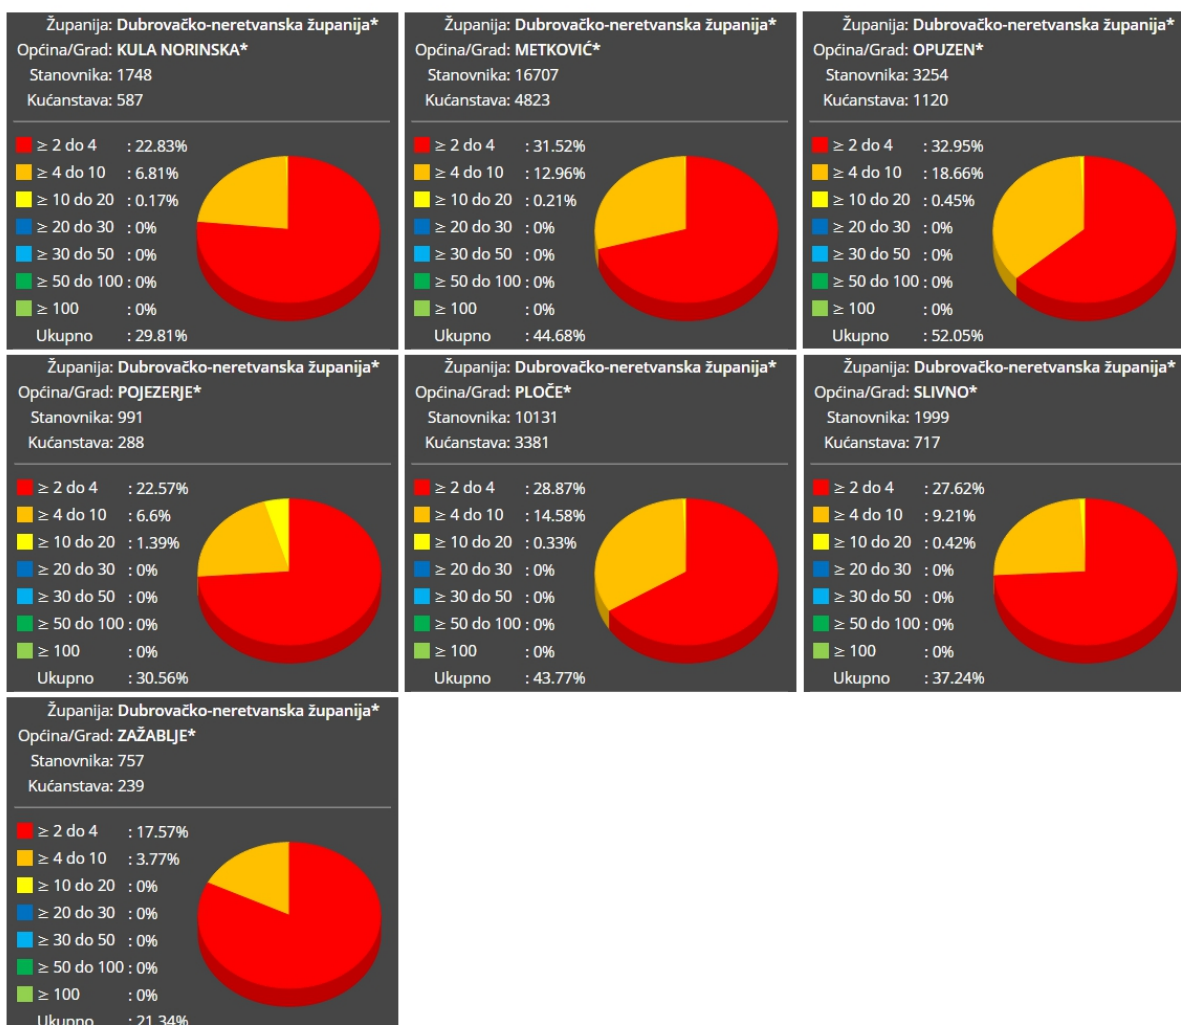 Županija: Dubrovačko-neretvanska županija*
Općina/Grad: KULA NORINSKA*
Stanovnika: 1748
Kućanstava: 587
≥ 2 do 4 : 22.83%
≥ 4 do 10 : 6.81%
≥ 10 do 20 : 0.17%
≥ 20 do 30 : 0%
≥ 30 do 50 : 0%
≥ 50 do 100 : 0%
≥ 100 : 0%
Ukupno : 29.81%
Županija: Dubrovačko-neretvanska županija*
Općina/Grad: METKOVIĆ*
Stanovnika: 16707
Kućanstava: 4823
≥ 2 do 4 : 31.52%
≥ 4 do 10 : 12.96%
≥ 10 do 20 : 0.21%
≥ 20 do 30 : 0%
≥ 30 do 50 : 0%
≥ 50 do 100 : 0%
≥ 100 : 0%
Ukupno : 44.68%
Županija: Dubrovačko-neretvanska županija*
Općina/Grad: OPUZEN*
Stanovnika: 3254
Kućanstava: 1120
≥ 2 do 4 : 32.95%
≥ 4 do 10 : 18.66%
≥ 10 do 20 : 0.45%
≥ 20 do 30 : 0%
≥ 30 do 50 : 0%
≥ 50 do 100 : 0%
≥ 100 : 0%
Ukupno : 52.05%
Županija: Dubrovačko-neretvanska županija*
Općina/Grad: POJEZERJE*
Stanovnika: 991
Kućanstava: 288
≥ 2 do 4 : 22.57%
≥ 4 do 10 : 6.6%
≥ 10 do 20 : 1.39%
≥ 20 do 30 : 0%
≥ 30 do 50 : 0%
≥ 50 do 100 : 0%
≥ 100 : 0%
Ukupno : 30.56%
Županija: Dubrovačko-neretvanska županija*
Općina/Grad: PLOČE*
Stanovnika: 10131
Kućanstava: 3381
≥ 2 do 4 : 28.87%
≥ 4 do 10 : 14.58%
≥ 10 do 20 : 0.33%
≥ 20 do 30 : 0%
≥ 30 do 50 : 0%
≥ 50 do 100 : 0%
≥ 100 : 0%
Ukupno : 43.77%
Županija: Dubrovačko-neretvanska županija*
Općina/Grad: SLIVNO*
Stanovnika: 1999
Kućanstava: 717
≥ 2 do 4 : 27.62%
≥ 4 do 10 : 9.21%
≥ 10 do 20 : 0.42%
≥ 20 do 30 : 0%
≥ 30 do 50 : 0%
≥ 50 do 100 : 0%
≥ 100 : 0%
Ukupno : 37.24%
Županija: Dubrovačko-neretvanska županija*
Općina/Grad: ZAŽABLJE*
Stanovnika: 757
Kućanstava: 239
≥ 2 do 4 : 17.57%
≥ 4 do 10 : 3.77%
≥ 10 do 20 : 0%
≥ 20 do 30 : 0%
≥ 30 do 50 : 0%
≥ 50 do 100 : 0%
≥ 100 : 0%
Ukupno : 21.34%